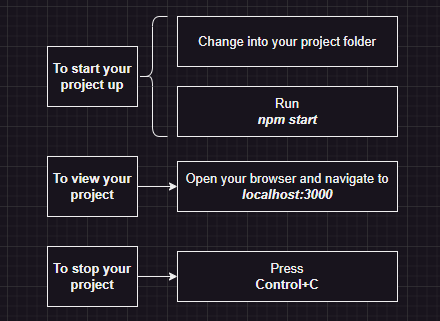 To start your
project up
Change into your project folder
Run
npm start
To view your
project
Open your browser and navigate to
localhost:3000
To stop your
project
Press
Control+C